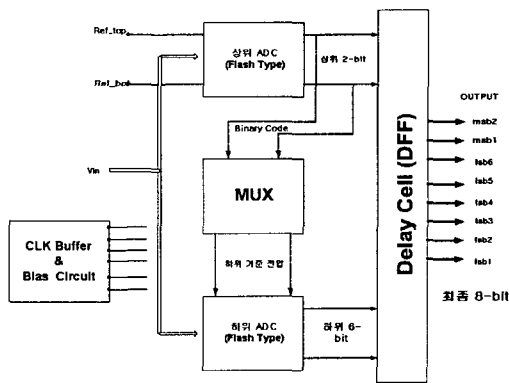 Ref_top
상위 ADC
(Flash Type)
상위 2-bit
Ref_bot
Binary Code
OUTPUT
msb2
msb1
lsb6
lsb5
lsb4
lsb3
lsb2
lsb1
Vin
MUX
Delay Cell (DFF)
CLK Buffer
&
Bias Circuit
하위 기준 전압
하위 ADC
(Flash Type)
하위 6-
bit
최종 8-bit